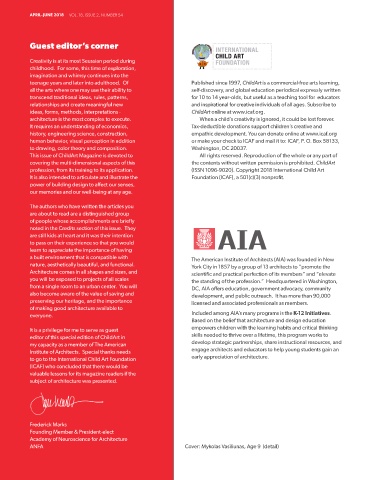 APRIL-JUNE 2018 VOL. 18, ISSUE 2, NUMBER 54
Guest editor's corner
Creativity is at its most Sassoian period during
childhood. For some, this time of exploration,
imagination and whimsy continues into the
teenage years and later into adulthood. Of
all the arts where one may use their ability to
transcend traditional ideas, rules, patterns,
relationships and create meaningful new
ideas, forms, methods, interpretations -
architecture is the most complex to execute.
It requires an understanding of economics,
history, engineering science, construction,
human behavior, visual perception in addition
to drawing, color theory and composition.
This issue of ChildArt Magazine is devoted to
covering the multi-dimensional aspects of this
profession, from its training to its application.
It is also intended to articulate and illustrate the
power of building design to affect our senses,
our memories and our well-being at any age.
The authors who have written the articles you
are about to read are a distinguished group
of people whose accomplishments are briefly
noted in the Credits section of this issue. They
are still kids at heart and it was their intention
to pass on their experience so that you would
learn to appreciate the importance of having
a built environment that is compatible with
nature, aesthetically beautiful, and functional.
Architecture comes in all shapes and sizes, and
you will be exposed to projects of all scales
from a single room to an urban center. You will
also become aware of the value of saving and
preserving our heritage, and the importance
of making good architecture available to
everyone.
It is a privilege for me to serve as guest
editor of this special edition of ChildArt in
my capacity as a member of The American
Institute of Architects. Special thanks needs
to go to the International Child Art Foundation
(ICAF) who concluded that there would be
valuable lessons for its magazine readers if the
subject of architecture was presented.
Frederick Marks
Founding Member & President-elect
Academy of Neuroscience for Architecture
ANFA
INTERNATIONAL
CHILD ART
FOUNDATION
Published since 1997, ChildArt is a commercial-free arts learning,
self-discovery, and global education periodical expressly written
for 10 to 14 year-olds, but useful as a teaching tool for educators
and inspirational for creative individuals of all ages. Subscribe to
ChildArt online at www.icaf.org.
When a child's creativity is ignored, it could be lost forever.
Tax-deductible donations support children's creative and
empathic development. You can donate online at www.icaf.org
or make your check to ICAF and mail it to: ICAF, P. O. Box 58133,
Washington, DC 20037.
All rights reserved. Reproduction of the whole or any part of
the contents without written permission is prohibited. ChildArt
(ISSN 1096-9020). Copyright 2018 International Child Art
Foundation (ICAF), a 501(c)(3) nonprofit.
AIA
The American Institute of Architects (AIA) was founded in New
York City in 1857 by a group of 13 architects to "promote the
scientific and practical perfection of its members" and "elevate
the standing of the profession." Headquartered in Washington,
DC, AIA offers education, government advocacy, community
development, and public outreach. It has more than 90,000
licensed and associated professionals as members.
Included among AIA's many programs is the K-12 Initiatives.
Based on the belief that architecture and design education
empowers children with the learning habits and critical thinking
skills needed to thrive over a lifetime, this program works to
develop strategic partnerships, share instructional resources, and
engage architects and educators to help young students gain an
early appreciation of architecture.
Cover: Mykolas Vasiliunas, Age 9 (detail)